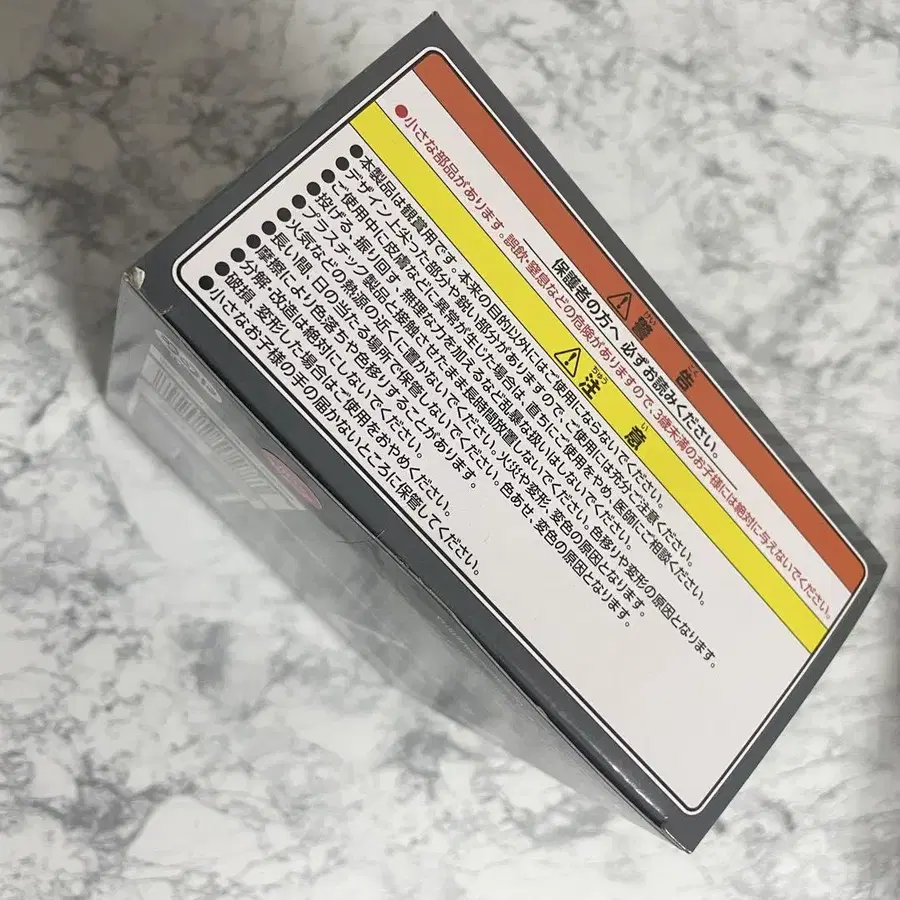 警告
けいこく
保護者の方へ 必ずお読みください。
●小さな部品があります。誤飲・窒息などの危険がありますので、3歳未満のお子様には絶対に与えないでください。
注意
ちゅうい
●本製品は観賞用です。本来の目的以外にはご使用にならないでください。
●デザイン上尖った部分や鋭い部分がありますので、ご使用には充分ご注意ください。
●ご使用中に皮膚などに異常が生じた場合は、直ちにご使用をやめ、医師にご相談ください。
●投げる、振り回す、無理な力を加えるなど乱暴な扱いはしないでください。
●プラスチック製品と接触させたまま長時間放置しないでください。色移りや変形の原因となります。
●火気などの熱源の近くに置かないでください。火災や変形、変色の原因となります。
●長い間、日の当たる場所で保管しないでください。色あせ、変色の原因となります。
●摩擦により色落ちや色移りすることがあります。
●分解・改造は絶対にしないでください。
●破損、変形した場合はご使用をおやめください。
●小さなお子様の手の届かないところに保管してください。